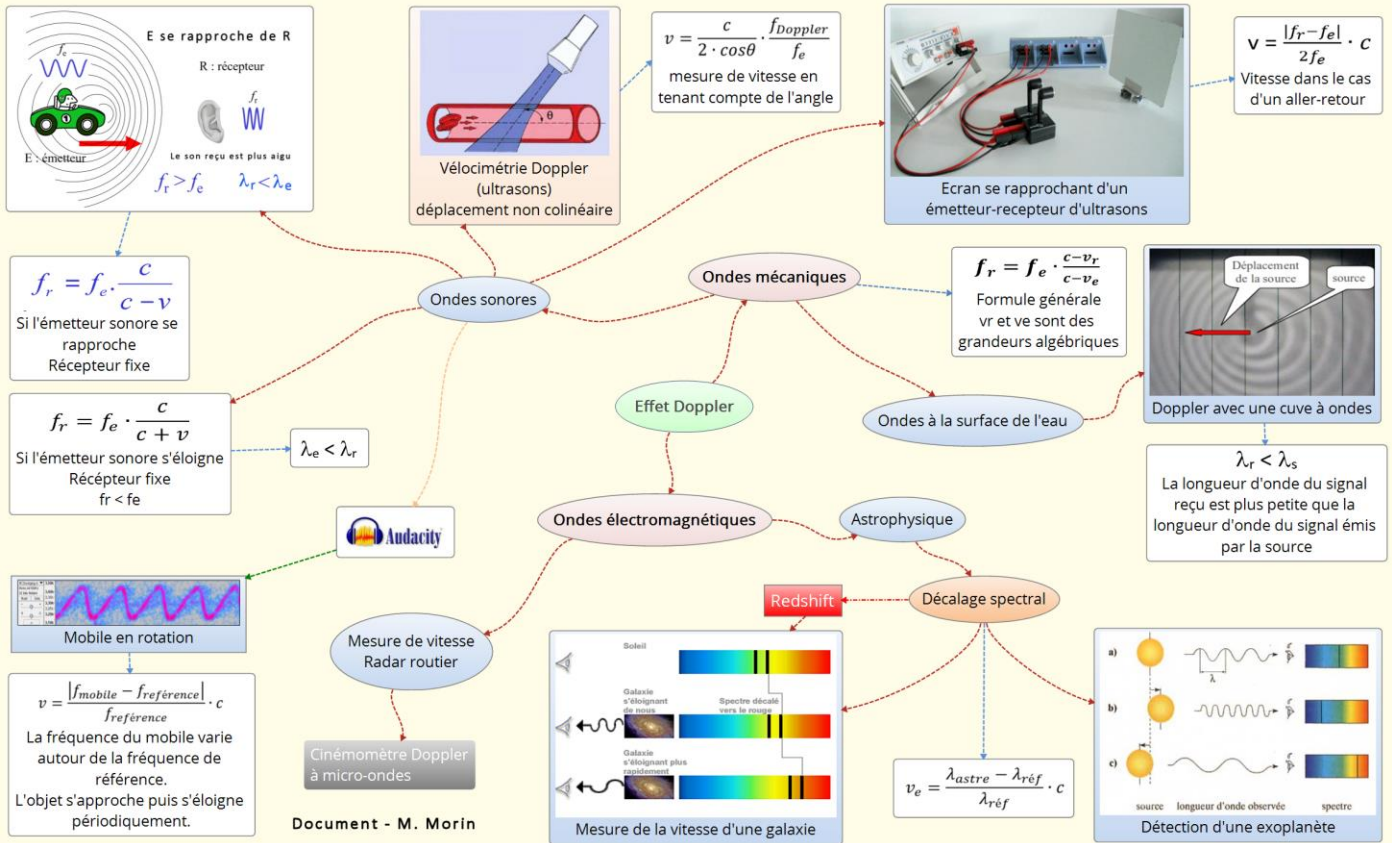 E se rapproche de R
fe
R : récepteur
fr
E : émetteur
Le son reçu est plus aigu
fr > fe λr < λe
fr = fe · c / (c − v)
Si l'émetteur sonore se
rapproche
Récepteur fixe
fr = fe · c / (c + v)
Si l'émetteur sonore s'éloigne
Récépteur fixe
fr < fe
λe < λr
θ
Vélocimétrie Doppler
(ultrasons)
déplacement non colinéaire
v = c / (2 · cosθ) · fDoppler / fe
mesure de vitesse en
tenant compte de l'angle
Ecran se rapprochant d'un
émetteur-recepteur d'ultrasons
v = |fr−fe| / 2fe · c
Vitesse dans le cas
d'un aller-retour
Ondes sonores
Ondes mécaniques
fr = fe · (c−vr) / (c−ve)
Formule générale
vr et ve sont des
grandeurs algébriques
Déplacement
de la source
source
Doppler avec une cuve à ondes
Effet Doppler
Ondes à la surface de l'eau
λr < λs
La longueur d'onde du signal
reçu est plus petite que la
longueur d'onde du signal émis
par la source
Ondes électromagnétiques
Astrophysique
Audacity
Mobile en rotation
v = |fmobile − freférence| / freférence · c
La fréquence du mobile varie
autour de la fréquence de
référence.
L'objet s'approche puis s'éloigne
périodiquement.
Mesure de vitesse
Radar routier
Cinémomètre Doppler
à micro-ondes
Document - M. Morin
Redshift
Décalage spectral
Soleil
Galaxie
s'éloignant
de nous
Spectre décalé
vers le rouge
Galaxie
s'éloignant plus
rapidement
Mesure de la vitesse d'une galaxie
ve = (λastre − λréf) / λréf · c
a)
λ
b)
c)
source longueur d'onde observée spectre
Détection d'une exoplanète